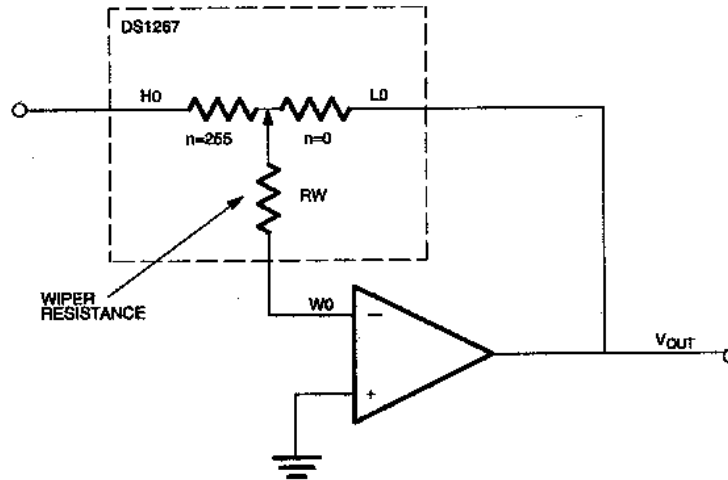 DS1267
H0
L0
n=255
n=0
RW
WIPER
RESISTANCE
W0
−
+
VOUT